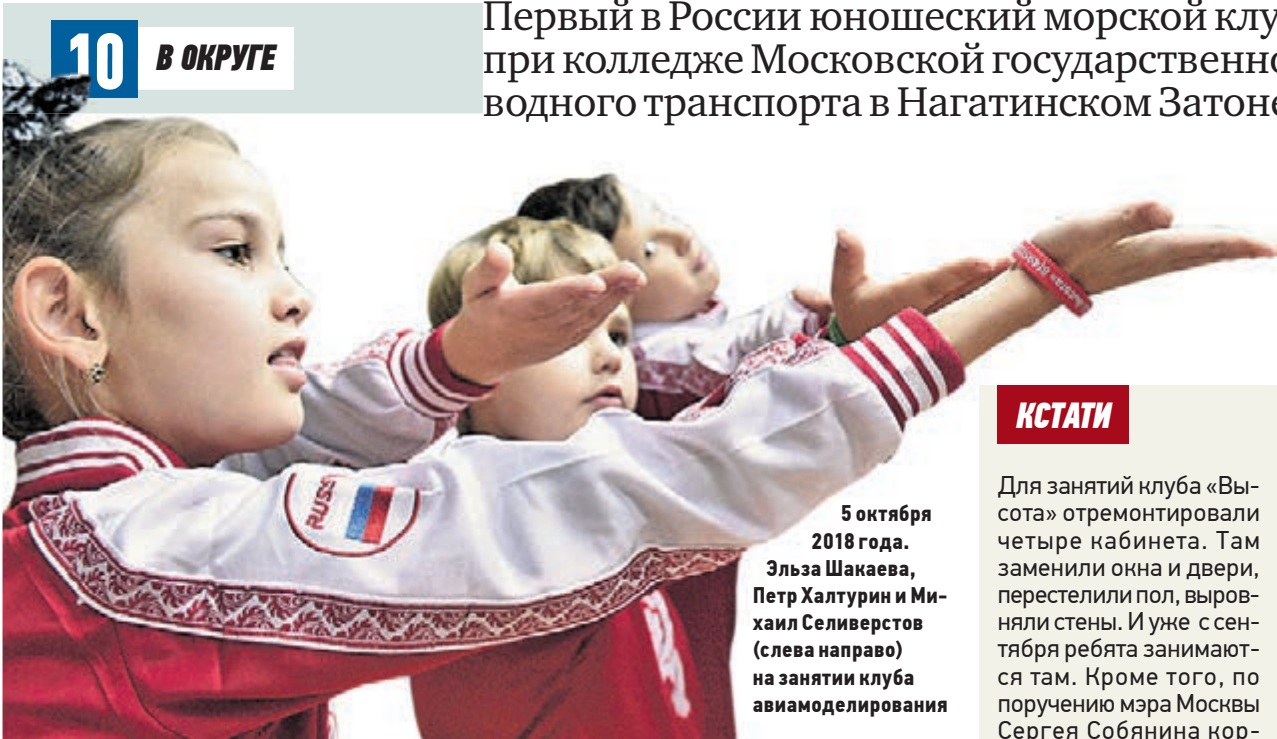 10 В ОКРУГЕ
Первый в России юношеский морской клу
при колледже Московской государственно
водного транспорта в Нагатинском Затоне
RUSSIA
5 октября
2018 года.
Эльза Шакаева,
Петр Халтурин и Ми-
хаил Селиверстов
(слева направо)
на занятии клуба
авиамоделирования
КСТАТИ
Для занятий клуба «Вы-
сота» отремонтировали
четыре кабинета. Там
заменили окна и двери,
перестелили пол, выров-
няли стены. И уже с сен-
тября ребята занимают-
ся там. Кроме того, по
поручению мэра Москвы
Сергея Собянина кор-